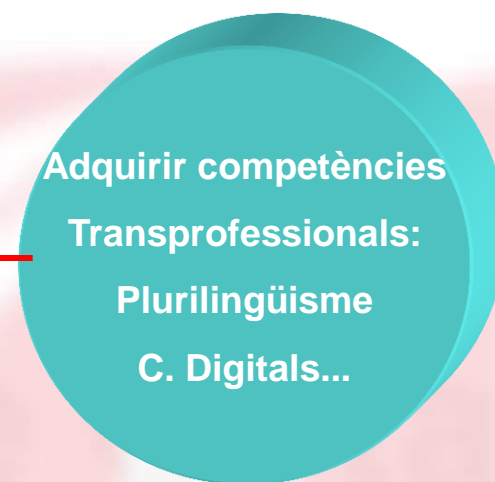 Adquirir competències
Transprofessionals:
Plurilingüisme
C. Digitals...